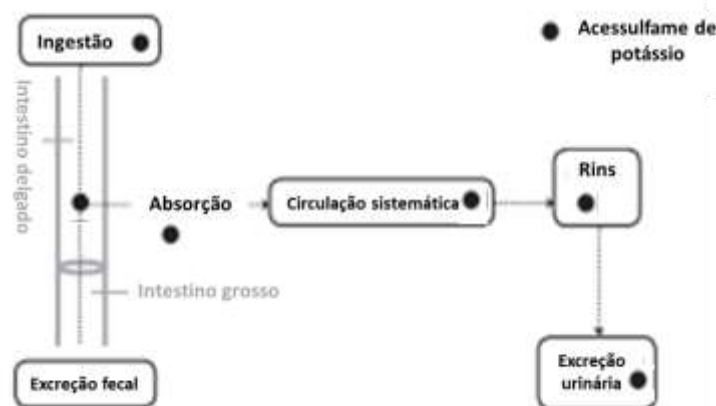 Ingestão
Acessulfame de
potássio
Intestino delgado
Absorção
Circulação sistemática
Rins
Intestino grosso
Excreção fecal
Excreção
urinária